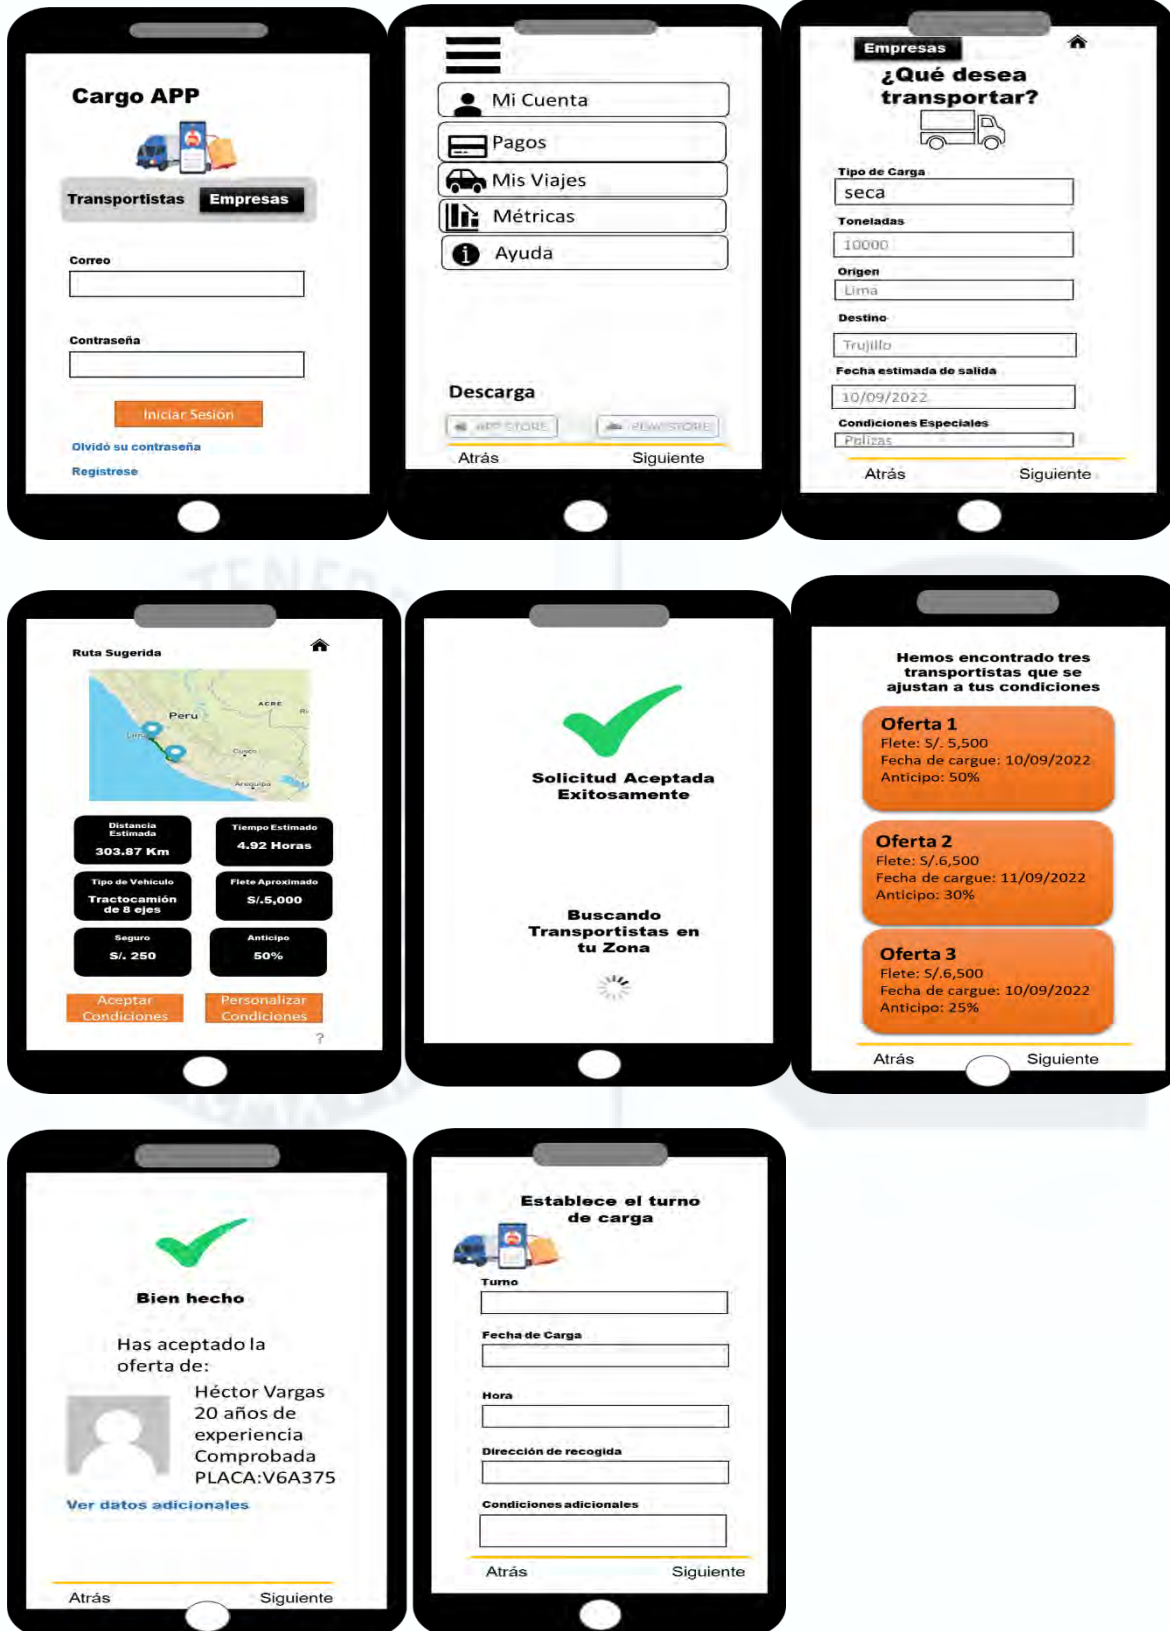 Cargo APP
Transportistas Empresas
Correo
Contraseña
Iniciar Sesión
Olvidó su contraseña
Registrese
Mi Cuenta
Pagos
Mis Viajes
Métricas
Ayuda
Descarga
APP STORE PLAY STORE
Atrás Siguiente
Empresas
¿Qué desea
transportar?
Tipo de Carga
seca
Toneladas
10000
Origen
Lima
Destino
Trujillo
Fecha estimada de salida
10/09/2022
Condiciones Especiales
Polizas
Atrás Siguiente
Ruta Sugerida
Peru
ACRE
Cusco
Arequipa
Distancia
Estimada
303.87 Km
Tiempo Estimado
4.92 Horas
Tipo de Vehículo
Tractocamión
de 8 ejes
Flete Aproximado
S/.5,000
Seguro
S/. 250
Anticipo
50%
Aceptar
Condiciones
Personalizar
Condiciones
?
Solicitud Aceptada
Exitosamente
Buscando
Transportistas en
tu Zona
Hemos encontrado tres
transportistas que se
ajustan a tus condiciones
Oferta 1
Flete: S/. 5,500
Fecha de cargue: 10/09/2022
Anticipo: 50%
Oferta 2
Flete: S/.6,500
Fecha de cargue: 11/09/2022
Anticipo: 30%
Oferta 3
Flete: S/.6,500
Fecha de cargue: 10/09/2022
Anticipo: 25%
Atrás Siguiente
Bien hecho
Has aceptado la
oferta de:
Héctor Vargas
20 años de
experiencia
Comprobada
PLACA:V6A375
Ver datos adicionales
Atrás Siguiente
Establece el turno
de carga
Turno
Fecha de Carga
Hora
Dirección de recogida
Condiciones adicionales
Atrás Siguiente